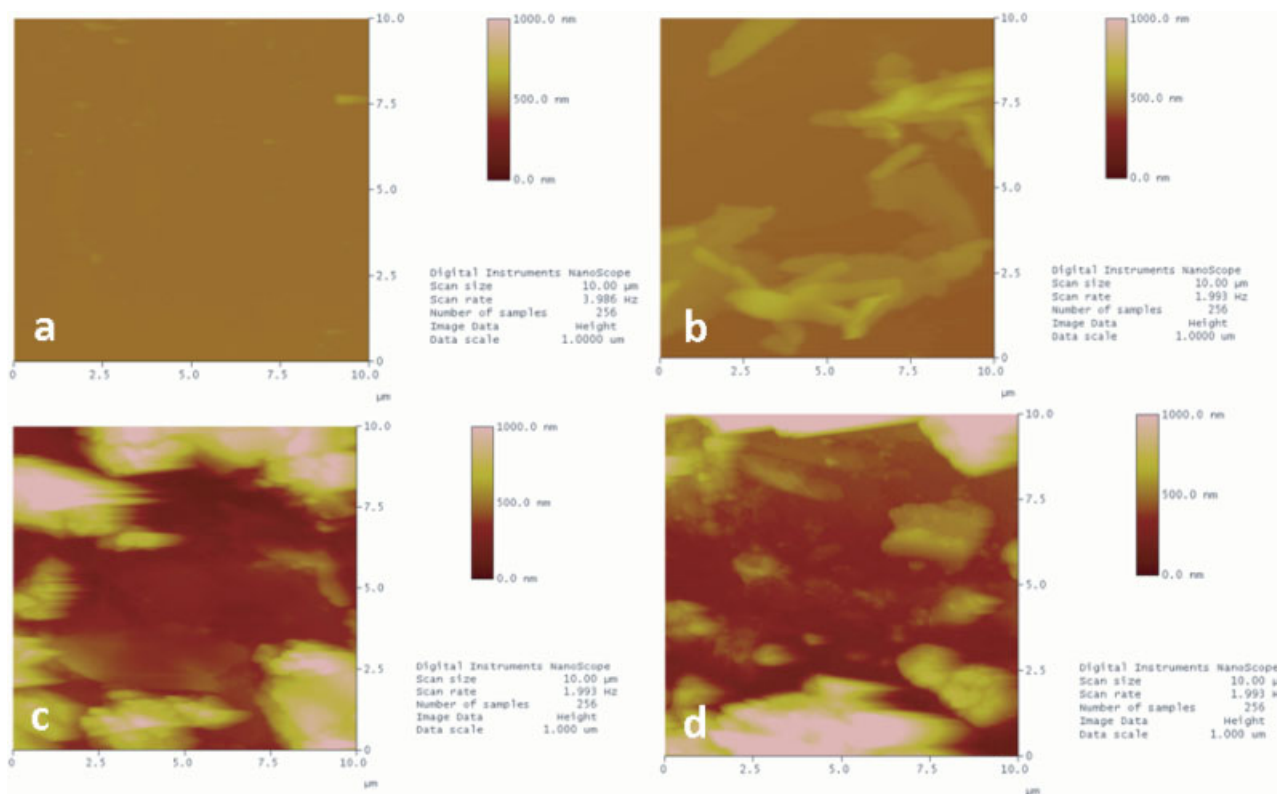 1000.0 nm
500.0 nm
0.0 nm
10.0
7.5
5.0
2.5
0
0 2.5 5.0 7.5 10.0
µm
a
Digital Instruments NanoScope
Scan size 10.00 µm
Scan rate 3.986 Hz
Number of samples 256
Image Data Height
Data scale 1.0000 um
1000.0 nm
500.0 nm
0.0 nm
10.0
7.5
5.0
2.5
0
0 2.5 5.0 7.5 10.0
µm
b
Digital Instruments NanoScope
Scan size 10.00 µm
Scan rate 1.993 Hz
Number of samples 256
Image Data Height
Data scale 1.0000 um
1000.0 nm
500.0 nm
0.0 nm
10.0
7.5
5.0
2.5
0
0 2.5 5.0 7.5 10.0
µm
c
Digital Instruments NanoScope
Scan size 10.00 µm
Scan rate 1.993 Hz
Number of samples 256
Image Data Height
Data scale 1.000 um
1000.0 nm
500.0 nm
0.0 nm
10.0
7.5
5.0
2.5
0
0 2.5 5.0 7.5 10.0
µm
d
Digital Instruments NanoScope
Scan size 10.00 µm
Scan rate 1.993 H
Number of samples 256
Image Data Height
Data scale 1.000 um